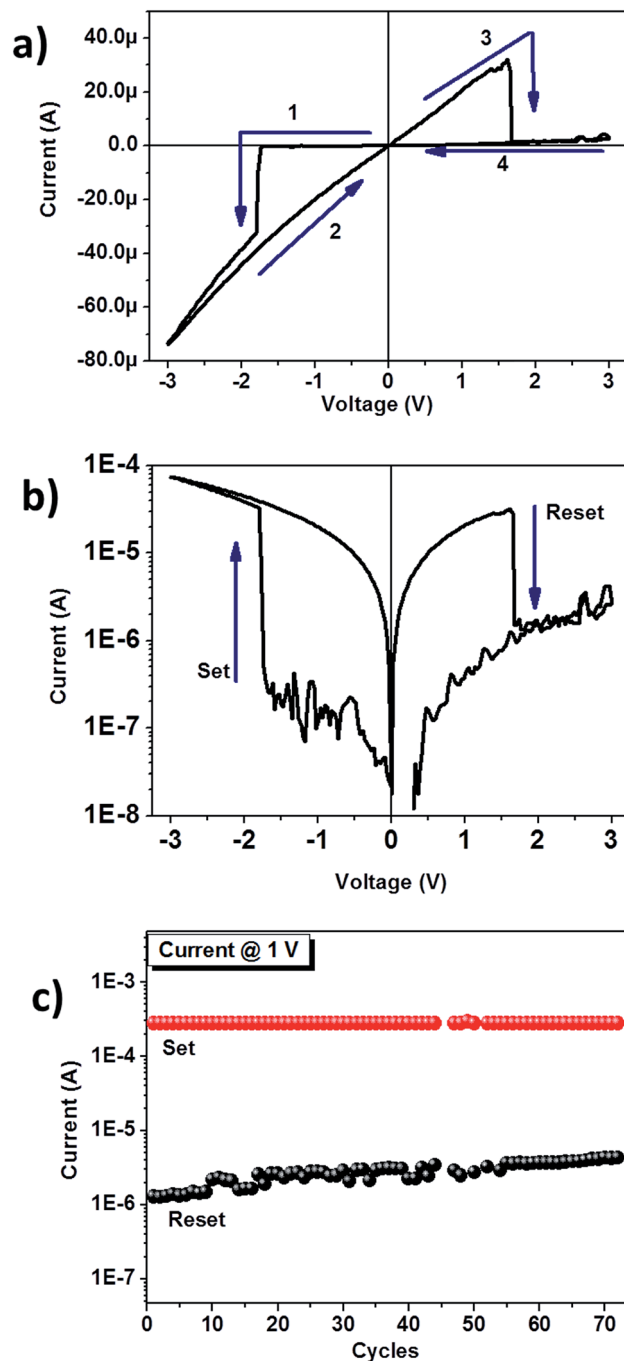 a)
40.0µ
20.0µ
0.0
-20.0µ
-40.0µ
-60.0µ
-80.0µ
Current (A)
1
2
3
4
-3 -2 -1 0 1 2 3
Voltage (V)
b)
1E-4
1E-5
1E-6
1E-7
1E-8
Current (A)
Set
Reset
-3 -2 -1 0 1 2 3
Voltage (V)
c)
Current @ 1 V
1E-3
1E-4
1E-5
1E-6
1E-7
Current (A)
Set
Reset
0 10 20 30 40 50 60 70
Cycles